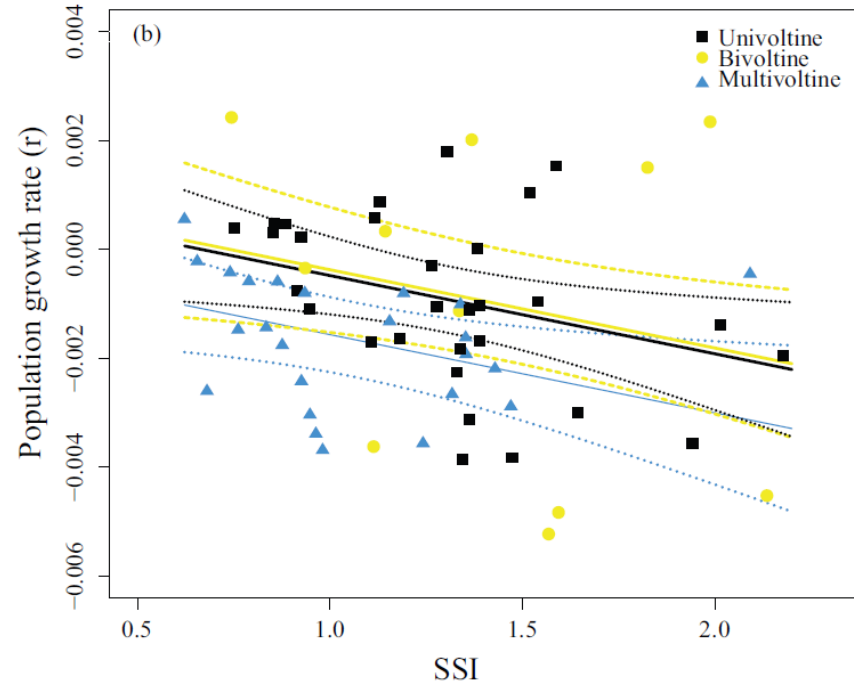 (b)
Univoltine
Bivoltine
Multivoltine
Population growth rate (r)
0.004
0.002
0.000
−0.002
−0.004
−0.006
0.5 1.0 1.5 2.0
SSI